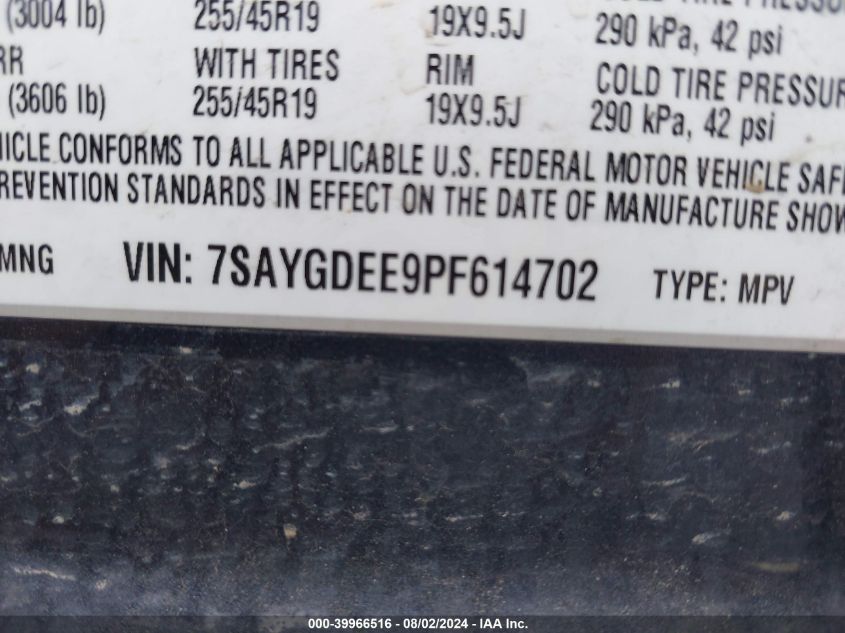 (3004 lb) 255/45R19 19X9.5J 290 kPa, 42 psi
RR WITH TIRES RIM COLD TIRE PRESSUR
(3606 lb) 255/45R19 19X9.5J 290 kPa, 42 psi
HICLE CONFORMS TO ALL APPLICABLE U.S. FEDERAL MOTOR VEHICLE SAFE
REVENTION STANDARDS IN EFFECT ON THE DATE OF MANUFACTURE SHOW
MNG VIN: 7SAYGDEE9PF614702 TYPE: MPV
000-39966516 - 08/02/2024 - IAA Inc.